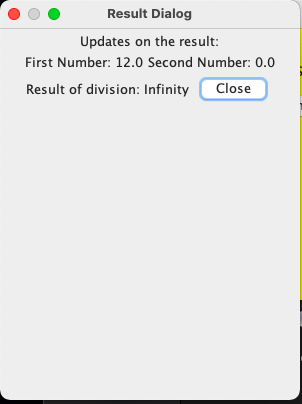 Result Dialog
Updates on the result:
First Number: 12.0 Second Number: 0.0
Result of division: Infinity Close